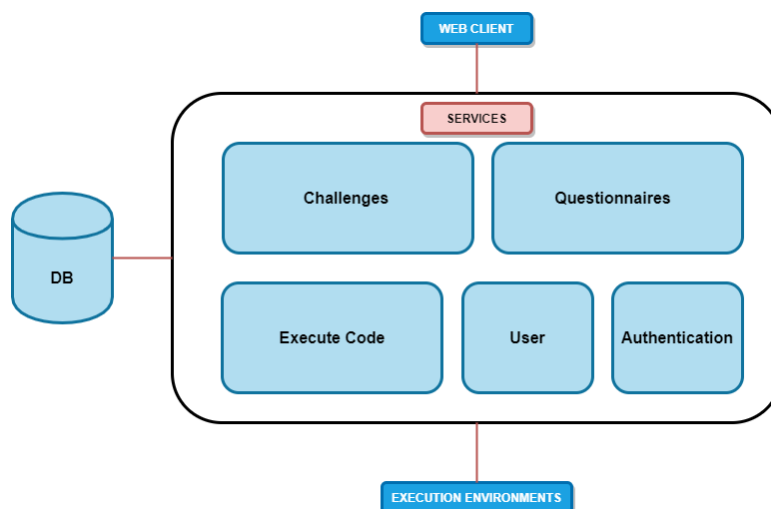 WEB CLIENT
SERVICES
Challenges
Questionnaires
DB
Execute Code
User
Authentication
EXECUTION ENVIRONMENTS